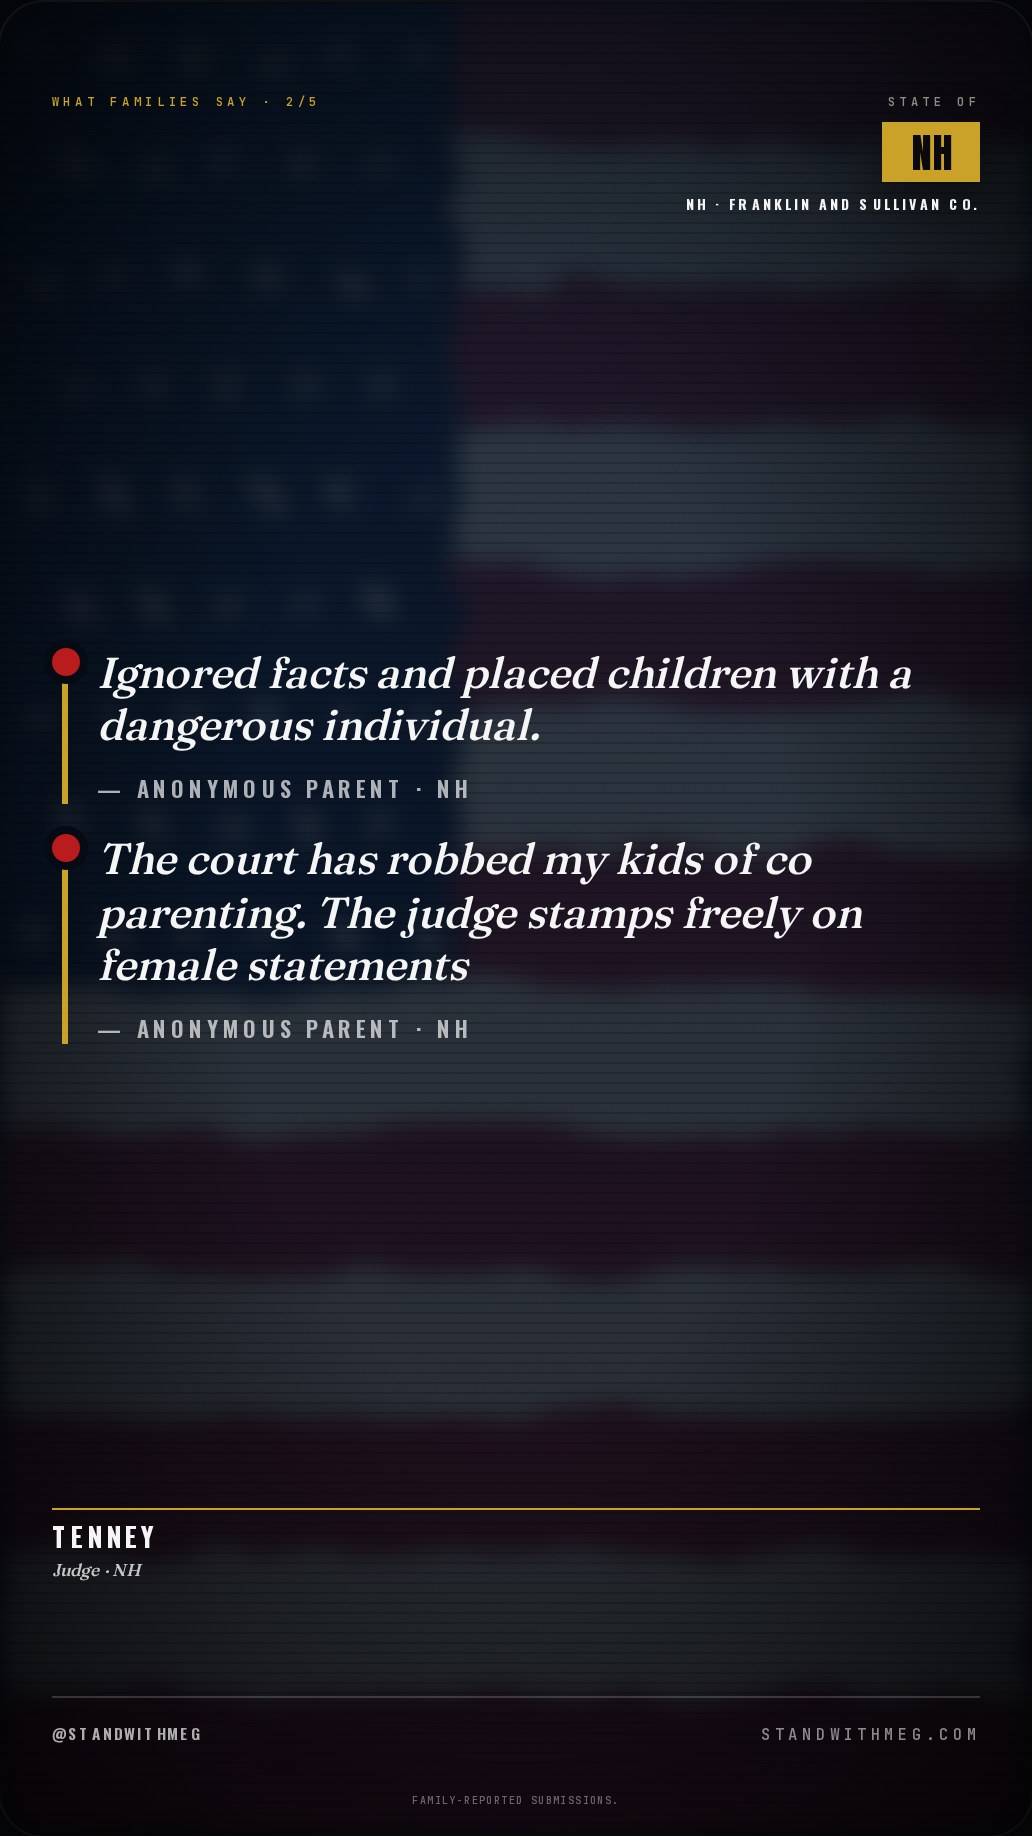 WHAT FAMILIES SAY · 2/5
STATE OF
NH
NH · FRANKLIN AND SULLIVAN CO.
Ignored facts and placed children with a
dangerous individual.
— ANONYMOUS PARENT · NH
The court has robbed my kids of co
parenting. The judge stamps freely on
female statements
— ANONYMOUS PARENT · NH
TENNEY
Judge · NH
@STANDWITHMEG
STANDWITHMEG.COM
FAMILY-REPORTED SUBMISSIONS.